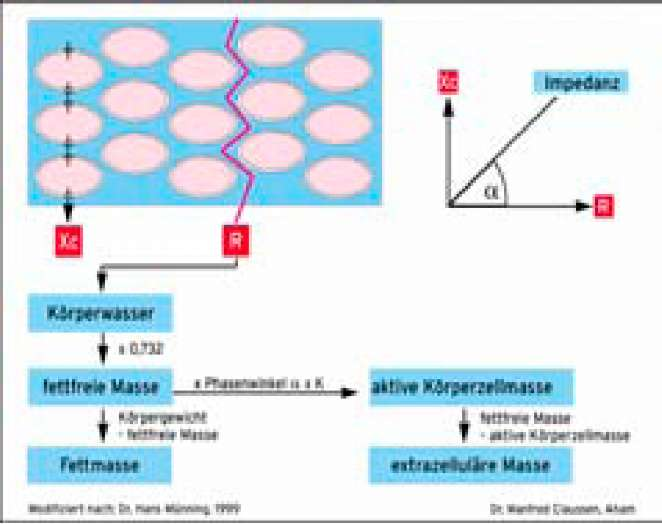 Xc
Impedanz
α
R
Xc
R
Körperwasser
x 0,732
fettfreie Masse
x Phasenwinkel α x K
aktive Körperzellmasse
Körpergewicht
- fettfreie Masse
fettfreie Masse
- aktive Körperzellmasse
Fettmasse
extrazelluläre Masse
Modifiziert nach: Dr. Hans Münning, 1999
Dr. Manfred Claussen,